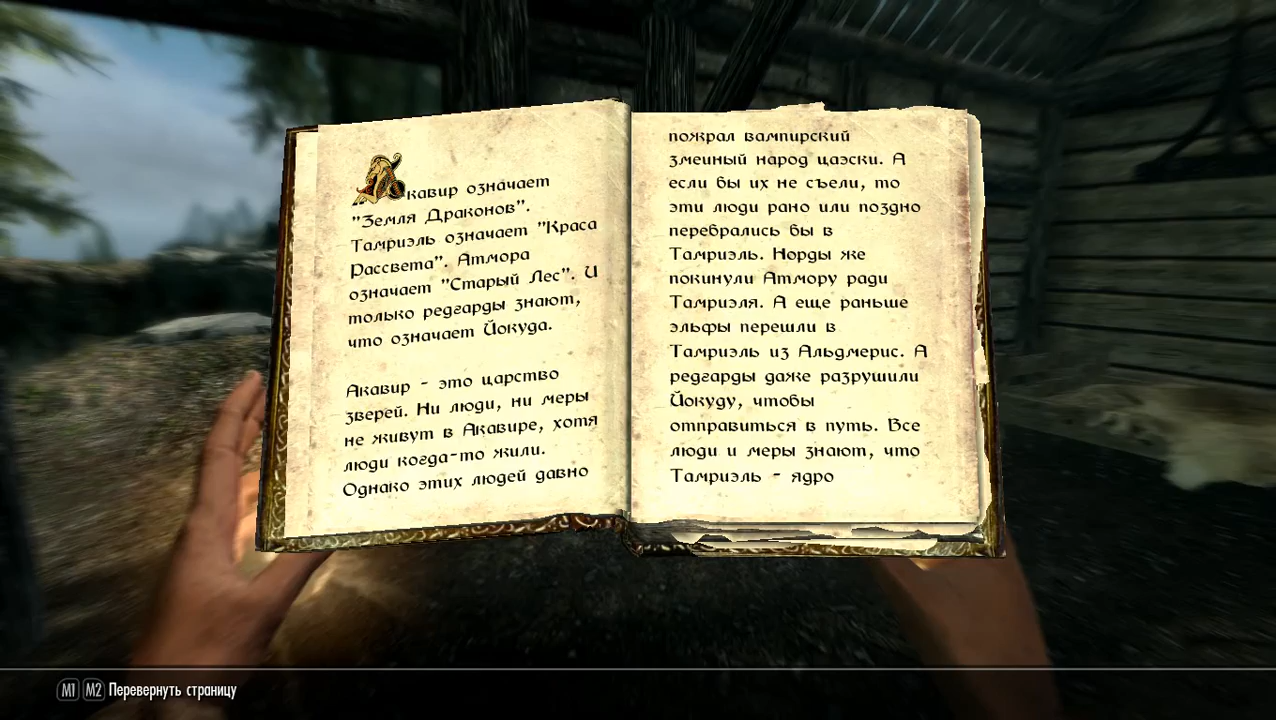 Акавир означает
"Земля Драконов".
Тамриэль означает "Краса
Рассвета". Атмора
означает "Старый Лес". И
только редгарды знают,
что означает Йокуда.
Акавир - это царство
зверей. Ни люди, ни меры
не живут в Акавире, хотя
люди когда-то жили.
Однако этих людей давно
пожрал вампирский
змеиный народ цаэски. А
если бы их не съели, то
эти люди рано или поздно
перебрались бы в
Тамриэль. Норды же
покинули Атмору ради
Тамриэля. А еще раньше
эльфы перешли в
Тамриэль из Альдмерис. А
редгарды даже разрушили
Йокуду, чтобы
отправиться в путь. Все
люди и меры знают, что
Тамриэль - ядро
M1 M2 Перевернуть страницу